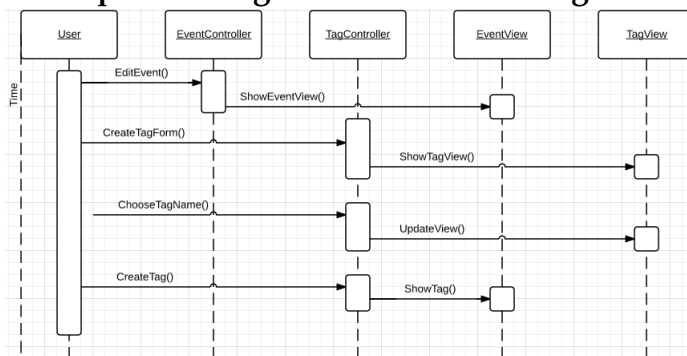 User EventController TagController EventView TagView
Time
EditEvent()
ShowEventView()
CreateTagForm()
ShowTagView()
ChooseTagName()
UpdateView()
CreateTag()
ShowTag()